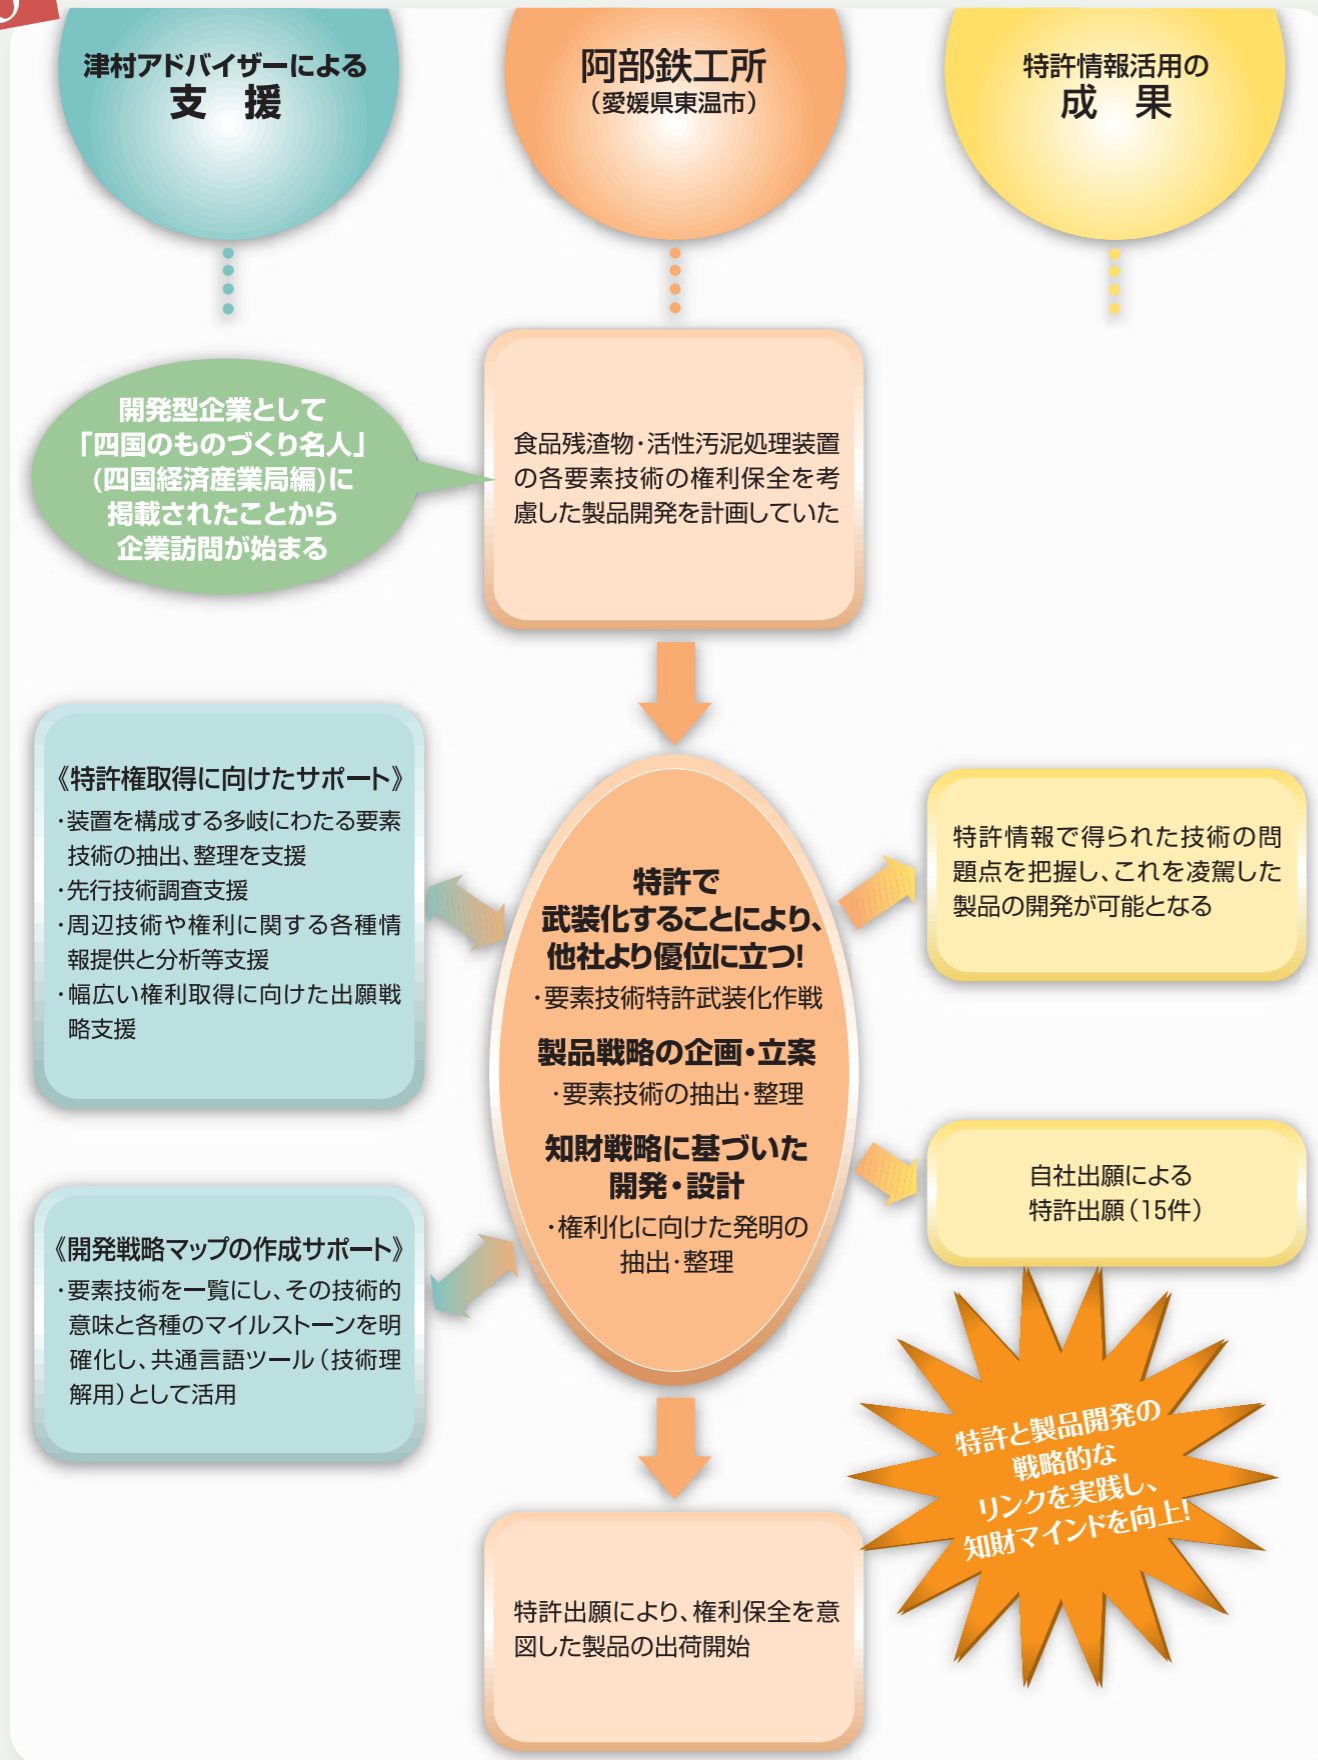 津村アドバイザーによる
支　援
阿部鉄工所
（愛媛県東温市）
特許情報活用の
成　果
開発型企業として
「四国のものづくり名人」
(四国経済産業局編)に
掲載されたことから
企業訪問が始まる
食品残渣物・活性汚泥処理装置
の各要素技術の権利保全を考
慮した製品開発を計画していた
《特許権取得に向けたサポート》
・装置を構成する多岐にわたる要素
技術の抽出、整理を支援
・先行技術調査支援
・周辺技術や権利に関する各種情
報提供と分析等支援
・幅広い権利取得に向けた出願戦
略支援
特許で
武装化することにより、
他社より優位に立つ！
・要素技術特許武装化作戦
製品戦略の企画・立案
・要素技術の抽出・整理
知財戦略に基づいた
開発・設計
・権利化に向けた発明の
抽出・整理
特許情報で得られた技術の問
題点を把握し、これを凌駕した
製品の開発が可能となる
自社出願による
特許出願（15件）
《開発戦略マップの作成サポート》
・要素技術を一覧にし、その技術的
意味と各種のマイルストーンを明
確化し、共通言語ツール（技術理
解用）として活用
特許と製品開発の
戦略的な
リンクを実践し、
知財マインドを向上！
特許出願により、権利保全を意
図した製品の出荷開始